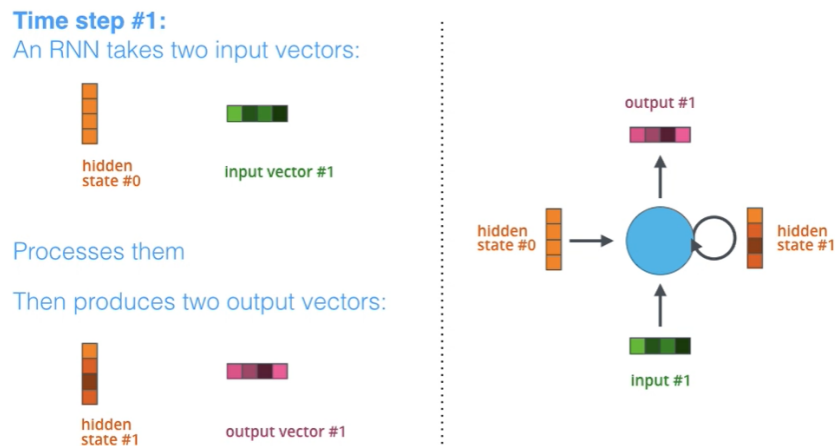 Time step #1:
An RNN takes two input vectors:
hidden
state #0
input vector #1
Processes them
Then produces two output vectors:
hidden
state #1
output vector #1
output #1
hidden
state #0
hidden
state #1
input #1